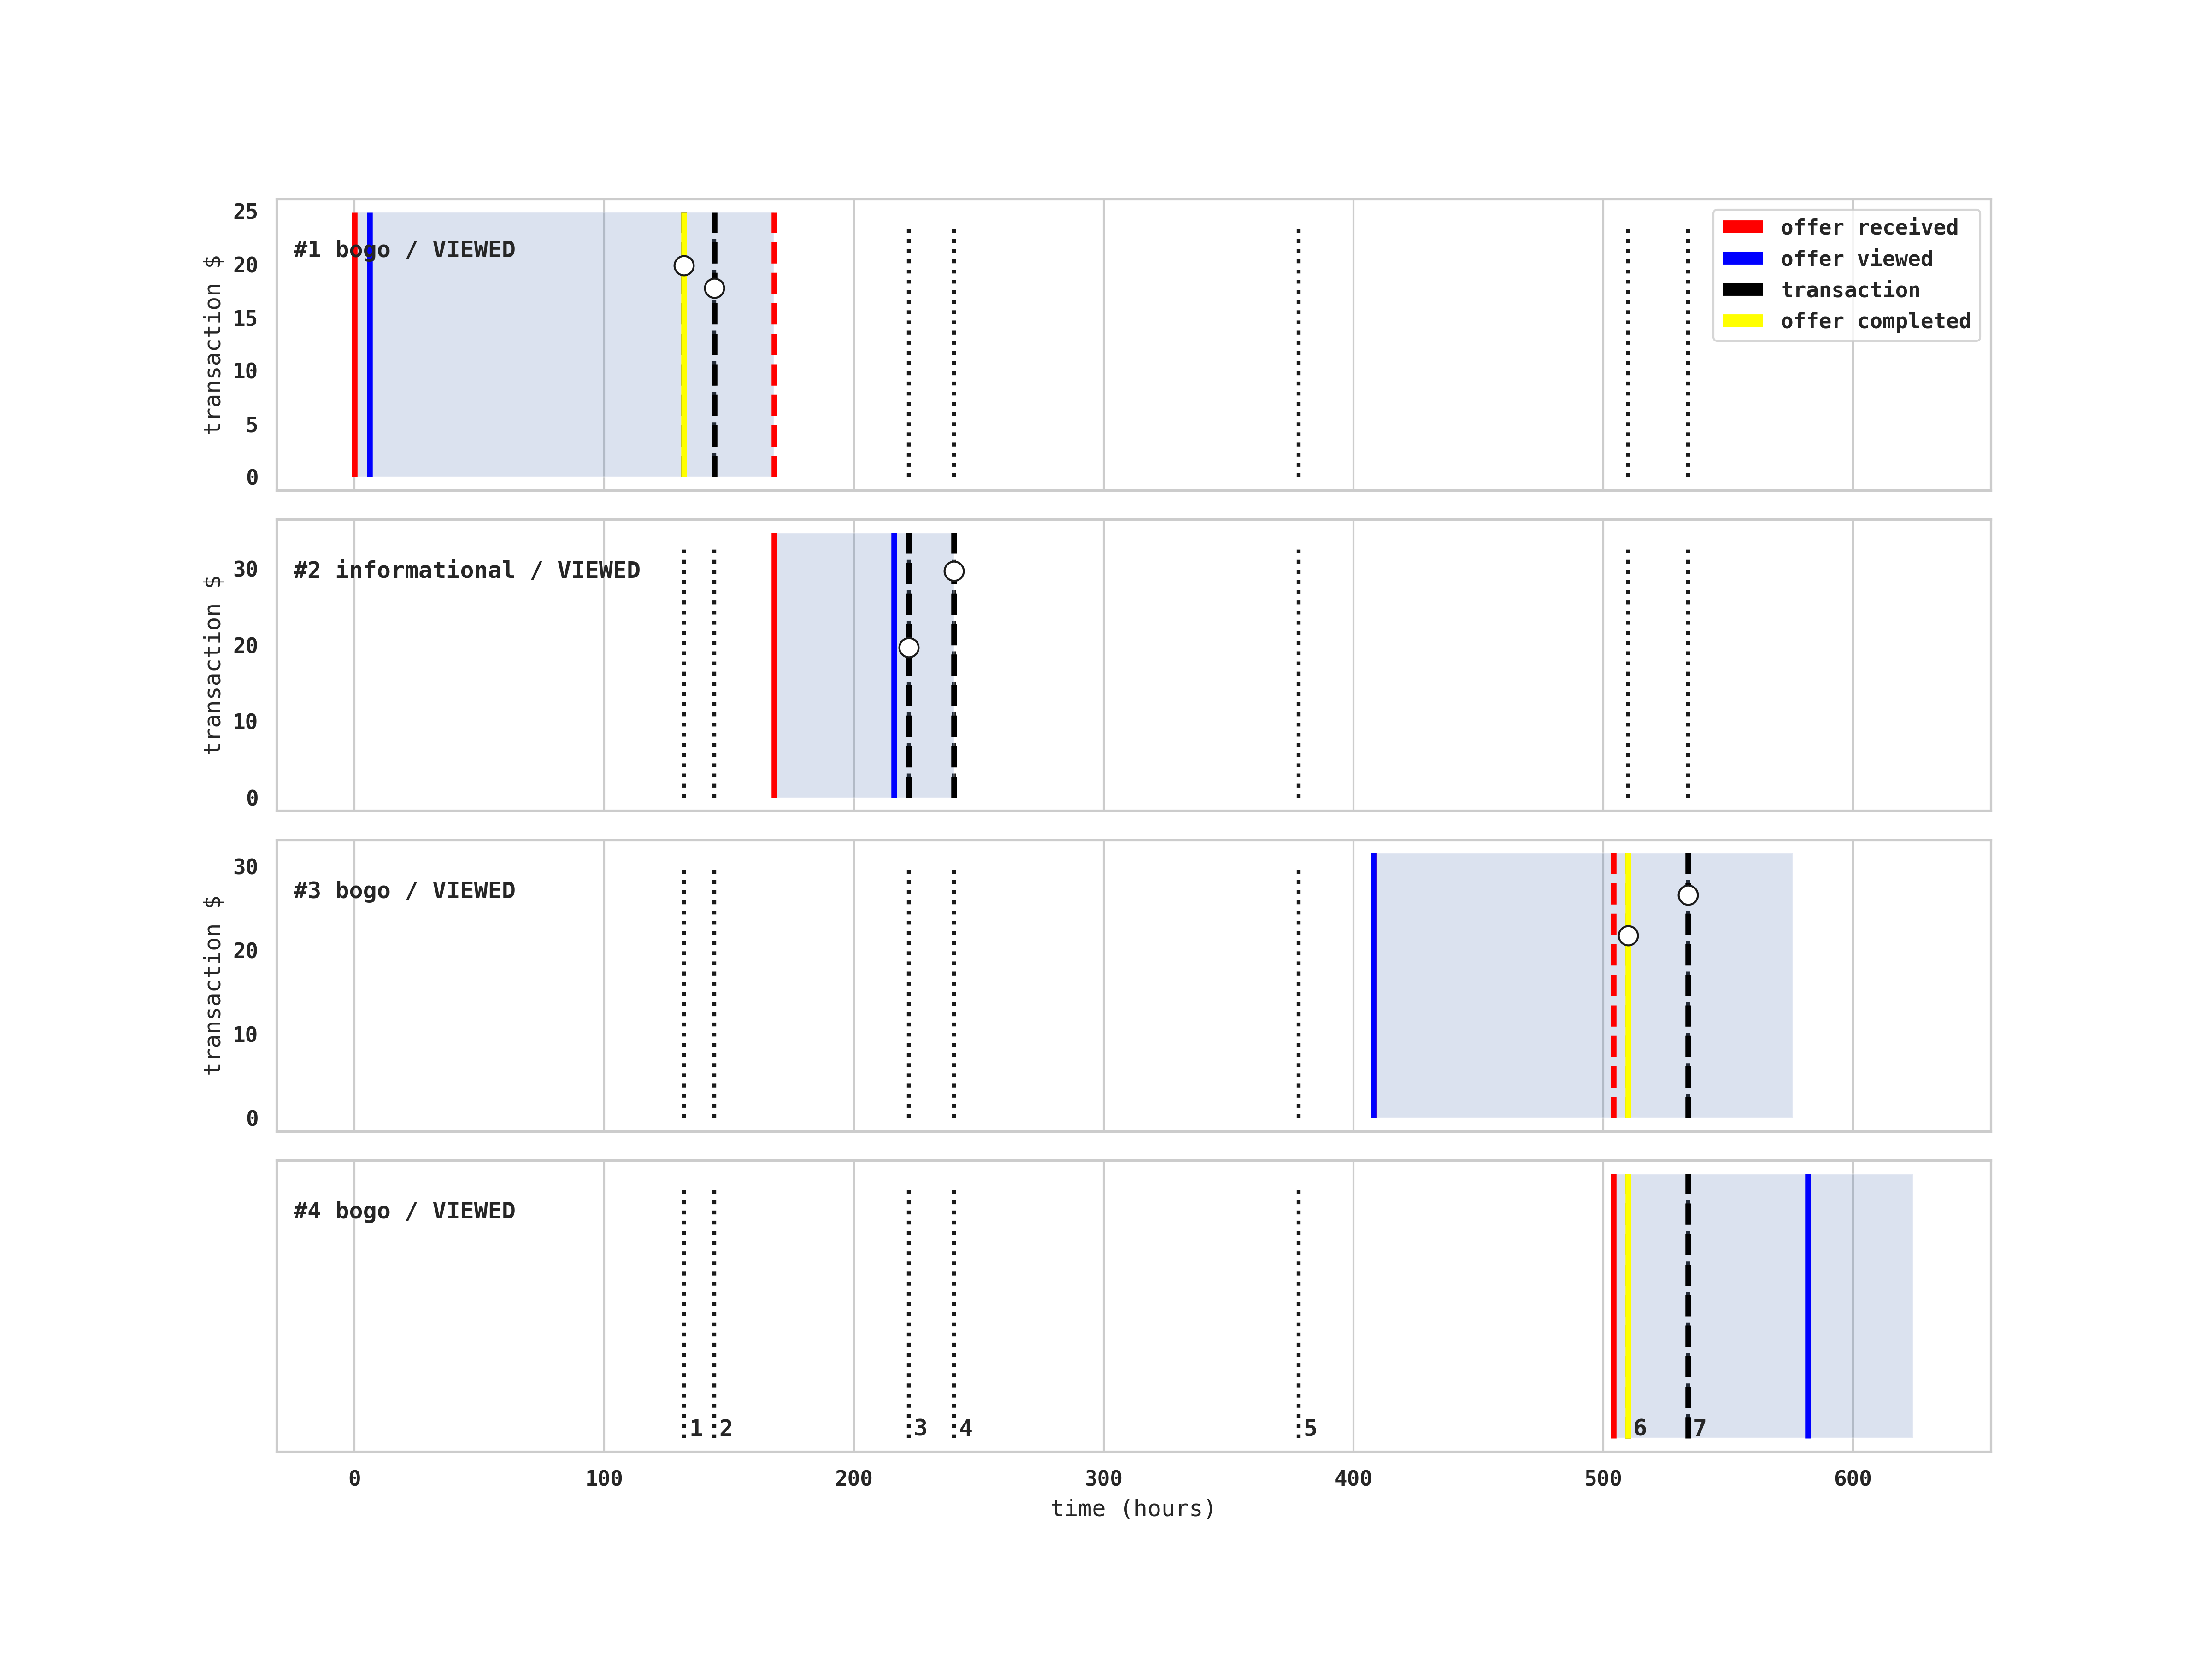 25
20
15
10
5
0
transaction $
#1 bogo / VIEWED
offer received
offer viewed
transaction
offer completed
30
20
10
0
transaction $
#2 informational / VIEWED
30
20
10
0
transaction $
#3 bogo / VIEWED
#4 bogo / VIEWED
1 2 3 4 5 6 7
0 100 200 300 400 500 600
time (hours)